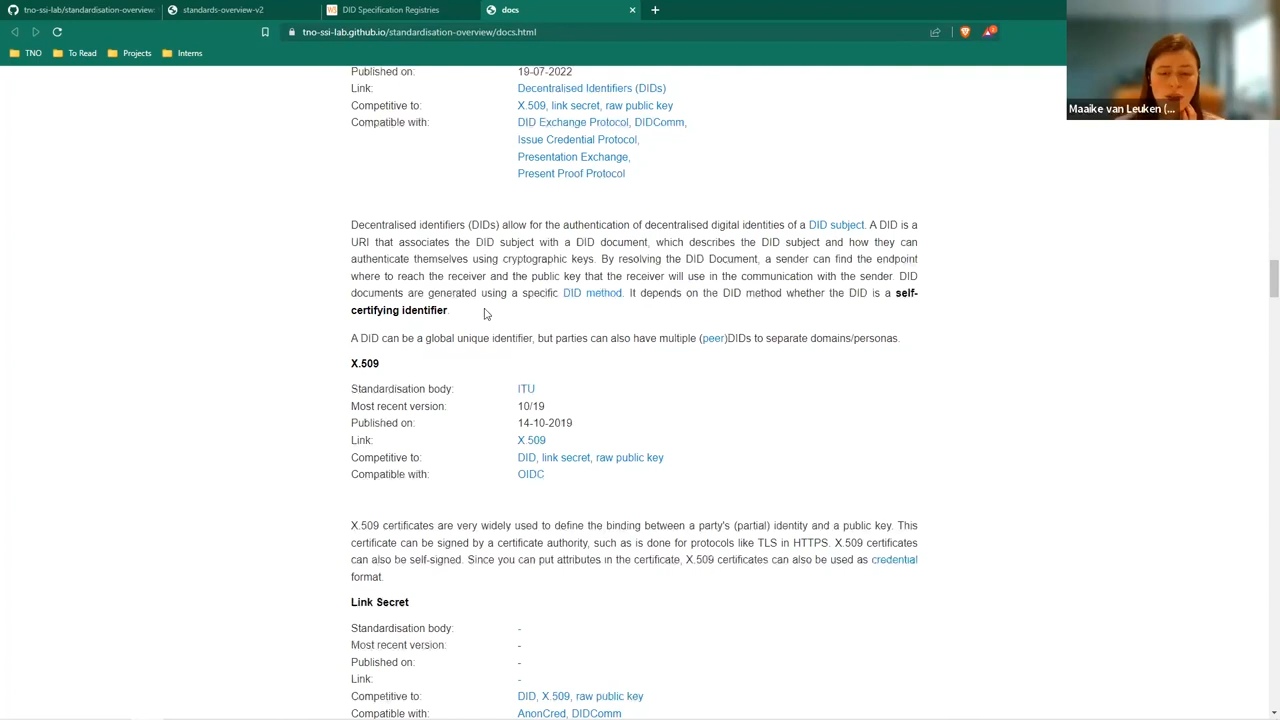 tno-ssi-lab/standardisation-overview
standards-overview-v2
DID Specification Registries
docs
tno-ssi-lab.github.io/standardisation-overview/docs.html
TNO
To Read
Projects
Interns
Maaike van Leuken (...
Published on: 19-07-2022
Link: Decentralised Identifiers (DIDs)
Competitive to: X.509, link secret, raw public key
Compatible with: DID Exchange Protocol, DIDComm,
Issue Credential Protocol,
Presentation Exchange,
Present Proof Protocol
Decentralised identifiers (DIDs) allow for the authentication of decentralised digital identities of a DID subject. A DID is a
URI that associates the DID subject with a DID document, which describes the DID subject and how they can
authenticate themselves using cryptographic keys. By resolving the DID Document, a sender can find the endpoint
where to reach the receiver and the public key that the receiver will use in the communication with the sender. DID
documents are generated using a specific DID method. It depends on the DID method whether the DID is a self-
certifying identifier.
A DID can be a global unique identifier, but parties can also have multiple (peer)DIDs to separate domains/personas.
X.509
Standardisation body: ITU
Most recent version: 10/19
Published on: 14-10-2019
Link: X.509
Competitive to: DID, link secret, raw public key
Compatible with: OIDC
X.509 certificates are very widely used to define the binding between a party's (partial) identity and a public key. This
certificate can be signed by a certificate authority, such as is done for protocols like TLS in HTTPS. X.509 certificates
can also be self-signed. Since you can put attributes in the certificate, X.509 certificates can also be used as credential
format.
Link Secret
Standardisation body: -
Most recent version: -
Published on: -
Link: -
Competitive to: DID, X.509, raw public key
Compatible with: AnonCred, DIDComm